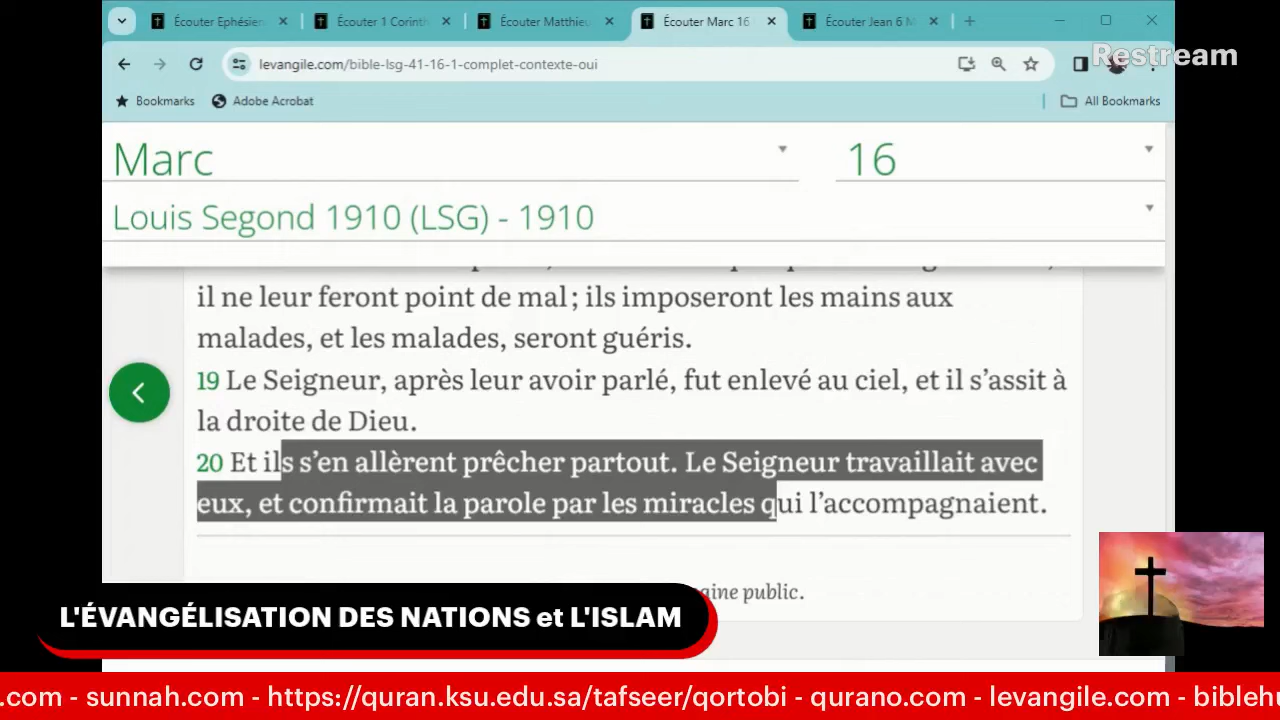 Écouter Ephésien
Écouter 1 Corinth
Écouter Matthieu
Écouter Marc 16
Écouter Jean 6 M
levangile.com/bible-lsg-41-16-1-complet-contexte-oui
Restream
Bookmarks
Adobe Acrobat
All Bookmarks
Marc
16
Louis Segond 1910 (LSG) - 1910
il ne leur feront point de mal ; ils imposeront les mains aux
malades, et les malades, seront guéris.
19 Le Seigneur, après leur avoir parlé, fut enlevé au ciel, et il s’assit à
la droite de Dieu.
20 Et ils s’en allèrent prêcher partout. Le Seigneur travaillait avec
eux, et confirmait la parole par les miracles qui l’accompagnaient.
aine public.
L'ÉVANGÉLISATION DES NATIONS et L'ISLAM
.com - sunnah.com - https://quran.ksu.edu.sa/tafseer/qortobi - qurano.com - levangile.com - biblehu